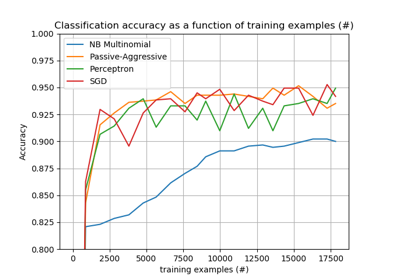 Classification accuracy as a function of training examples (#)
1.000
0.975
0.950
0.925
0.900
0.875
0.850
0.825
0.800
Accuracy
NB Multinomial
Passive-Aggressive
Perceptron
SGD
0 2500 5000 7500 10000 12500 15000 17500
training examples (#)